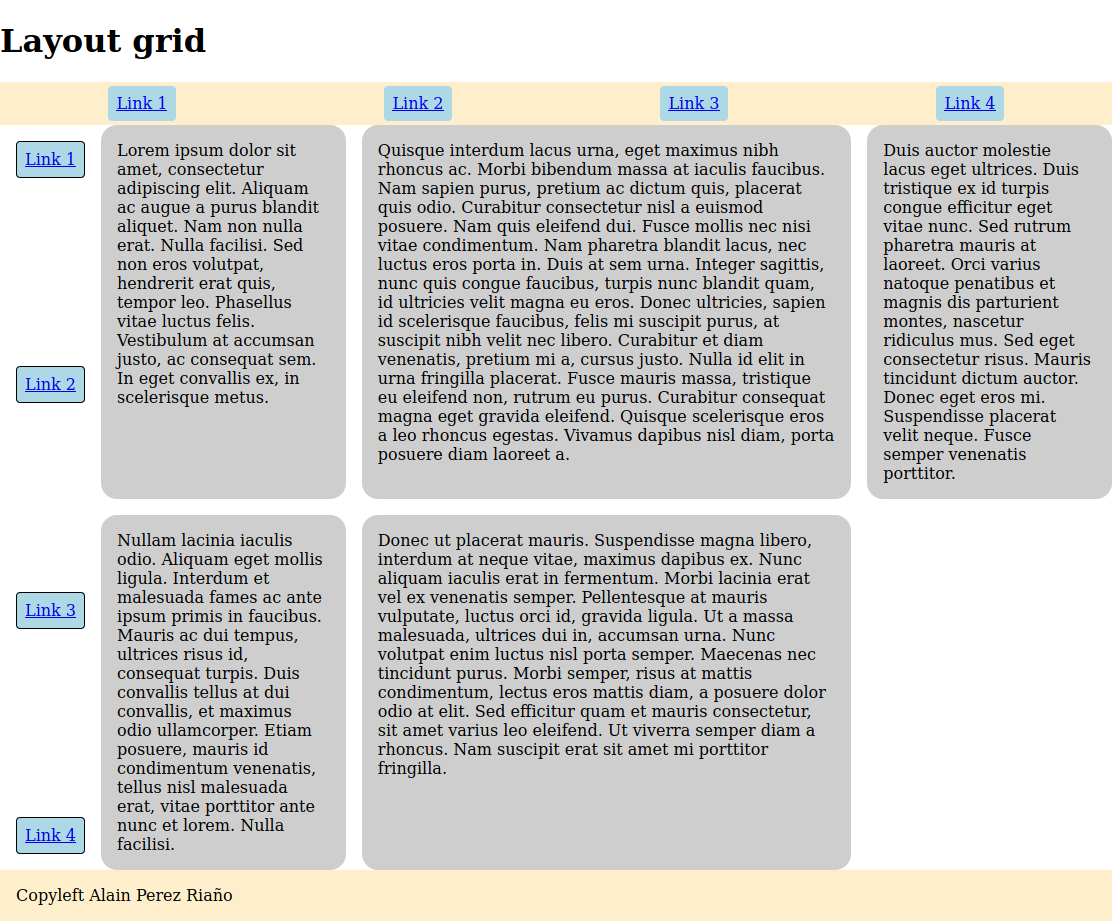 Layout grid
Link 1
Link 2
Link 3
Link 4
Link 1
Link 2
Link 3
Link 4
Lorem ipsum dolor sit
amet, consectetur
adipiscing elit. Aliquam
ac augue a purus blandit
aliquet. Nam non nulla
erat. Nulla facilisi. Sed
non eros volutpat,
hendrerit erat quis,
tempor leo. Phasellus
vitae luctus felis.
Vestibulum at accumsan
justo, ac consequat sem.
In eget convallis ex, in
scelerisque metus.
Quisque interdum lacus urna, eget maximus nibh
rhoncus ac. Morbi bibendum massa at iaculis faucibus.
Nam sapien purus, pretium ac dictum quis, placerat
quis odio. Curabitur consectetur nisl a euismod
posuere. Nam quis eleifend dui. Fusce mollis nec nisi
vitae condimentum. Nam pharetra blandit lacus, nec
luctus eros porta in. Duis at sem urna. Integer sagittis,
nunc quis congue faucibus, turpis nunc blandit quam,
id ultricies velit magna eu eros. Donec ultricies, sapien
id scelerisque faucibus, felis mi suscipit purus, at
suscipit nibh velit nec libero. Curabitur et diam
venenatis, pretium mi a, cursus justo. Nulla id elit in
urna fringilla placerat. Fusce mauris massa, tristique
eu eleifend non, rutrum eu purus. Curabitur consequat
magna eget gravida eleifend. Quisque scelerisque eros
a leo rhoncus egestas. Vivamus dapibus nisl diam, porta
posuere diam laoreet a.
Duis auctor molestie
lacus eget ultrices. Duis
tristique ex id turpis
congue efficitur eget
vitae nunc. Sed rutrum
pharetra mauris at
laoreet. Orci varius
natoque penatibus et
magnis dis parturient
montes, nascetur
ridiculus mus. Sed eget
consectetur risus. Mauris
tincidunt dictum auctor.
Donec eget eros mi.
Suspendisse placerat
velit neque. Fusce
semper venenatis
porttitor.
Nullam lacinia iaculis
odio. Aliquam eget mollis
ligula. Interdum et
malesuada fames ac ante
ipsum primis in faucibus.
Mauris ac dui tempus,
ultrices risus id,
consequat turpis. Duis
convallis tellus at dui
convallis, et maximus
odio ullamcorper. Etiam
posuere, mauris id
condimentum venenatis,
tellus nisl malesuada
erat, vitae porttitor ante
nunc et lorem. Nulla
facilisi.
Donec ut placerat mauris. Suspendisse magna libero,
interdum at neque vitae, maximus dapibus ex. Nunc
aliquam iaculis erat in fermentum. Morbi lacinia erat
vel ex venenatis semper. Pellentesque at mauris
vulputate, luctus orci id, gravida ligula. Ut a massa
malesuada, ultrices dui in, accumsan urna. Nunc
volutpat enim luctus nisl porta semper. Maecenas nec
tincidunt purus. Morbi semper, risus at mattis
condimentum, lectus eros mattis diam, a posuere dolor
odio at elit. Sed efficitur quam et mauris consectetur,
sit amet varius leo eleifend. Ut viverra semper diam a
rhoncus. Nam suscipit erat sit amet mi porttitor
fringilla.
Copyleft Alain Perez Riaño